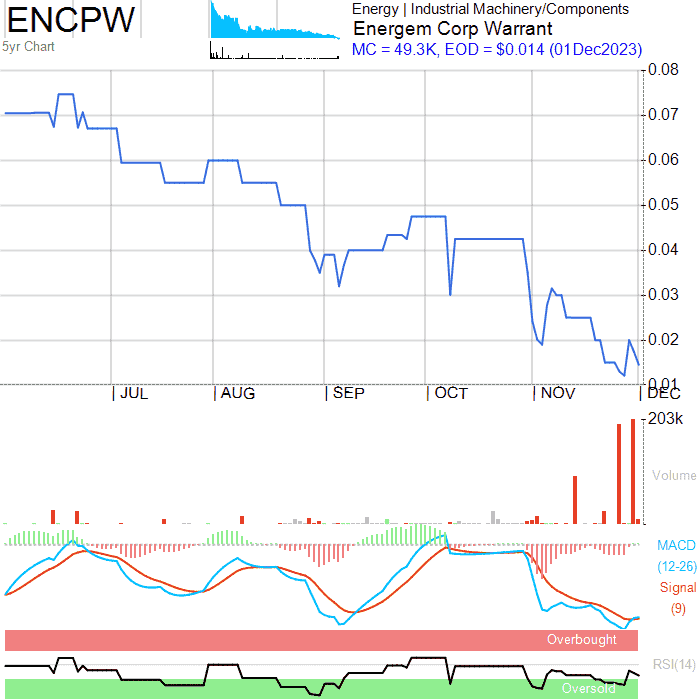 ENCPW
5yr Chart
Energy | Industrial Machinery/Components
Energem Corp Warrant
MC = 49.3K, EOD = $0.014 (01Dec2023)
0.08
0.07
0.06
0.05
0.04
0.03
0.02
0.01
JUL AUG SEP OCT NOV DEC
203k
Volume
MACD
(12-26)
Signal
(9)
Overbought
RSI(14)
Oversold